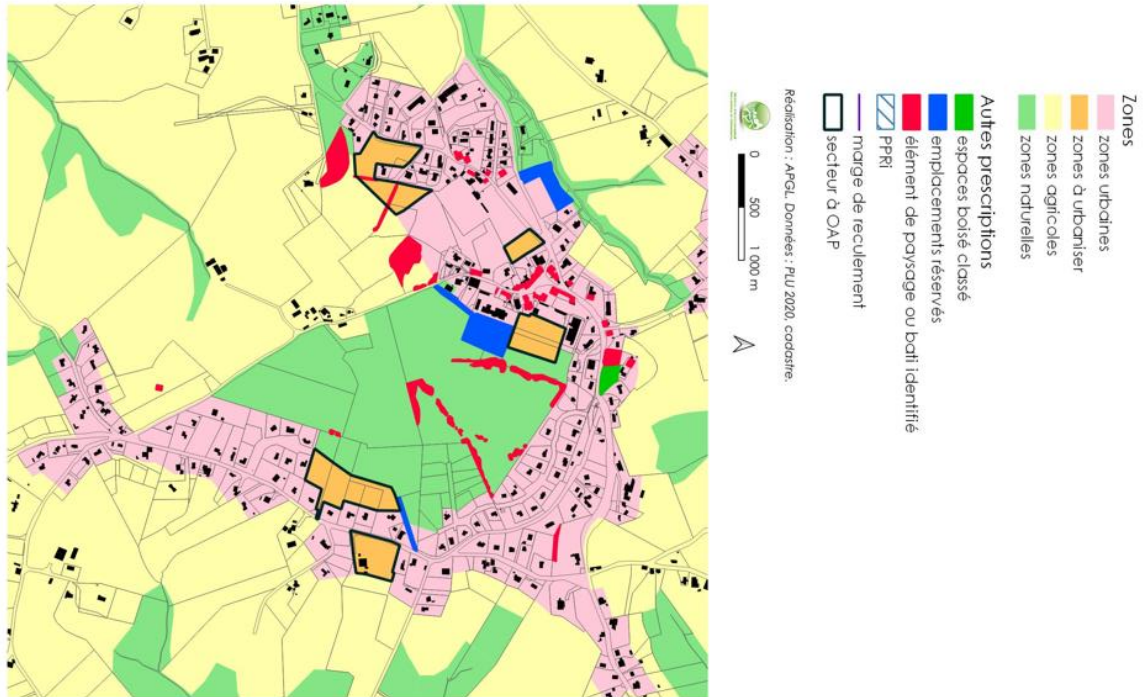 Zones
zones urbaines
zones à urbaniser
zones agricoles
zones naturelles
Autres prescriptions
espaces boisé classé
emplacements réservés
élément de paysage ou bati identifié
PPRi
marge de reculement
secteur à OAP
0 500 1 000 m
Réalisation : APGL. Données : PLU 2020, cadastre.